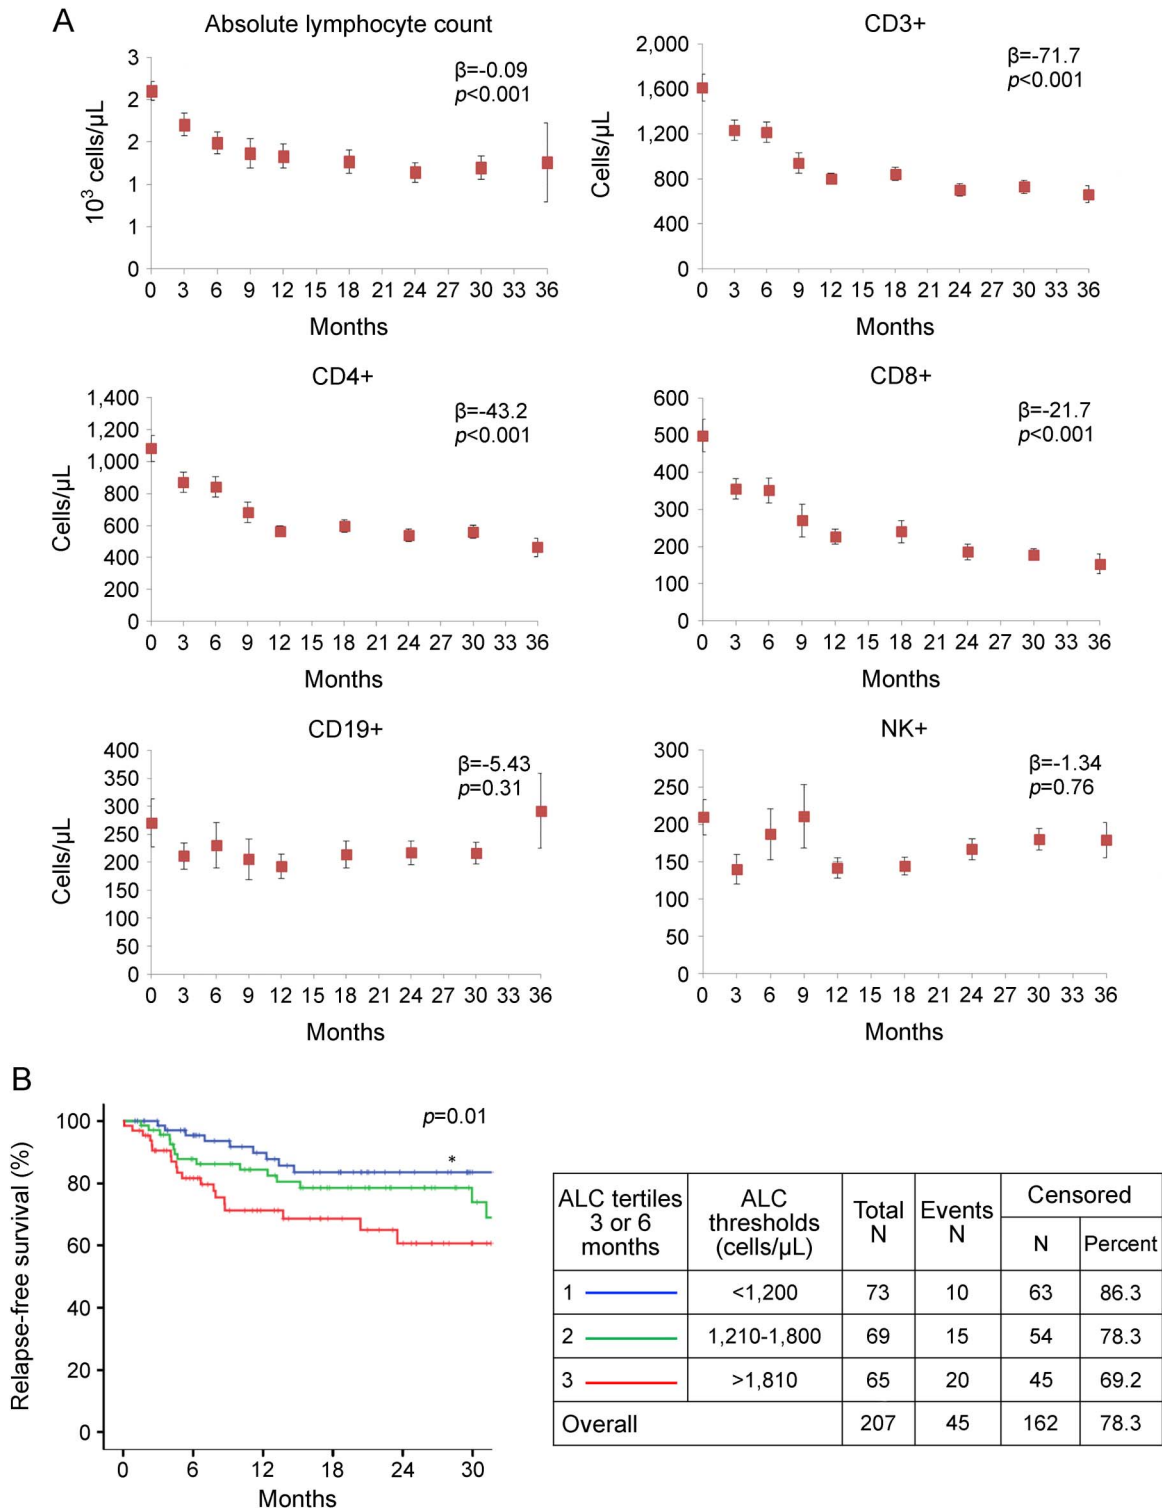 A
Absolute lymphocyte count
β=-0.09
p<0.001
10³ cells/µL
3
2
2
1
1
0
0 3 6 9 12 15 18 21 24 27 30 33 36
Months
CD3+
β=-71.7
p<0.001
Cells/µL
2,000
1,600
1,200
800
400
0
0 3 6 9 12 15 18 21 24 27 30 33 36
Months
CD4+
β=-43.2
p<0.001
Cells/µL
1,400
1,200
1,000
800
600
400
200
0
0 3 6 9 12 15 18 21 24 27 30 33 36
Months
CD8+
β=-21.7
p<0.001
600
500
400
300
200
100
0
0 3 6 9 12 15 18 21 24 27 30 33 36
Months
CD19+
β=-5.43
p=0.31
Cells/µL
400
350
300
250
200
150
100
50
0
0 3 6 9 12 15 18 21 24 27 30 33 36
Months
NK+
β=-1.34
p=0.76
300
250
200
150
100
50
0
0 3 6 9 12 15 18 21 24 27 30 33 36
Months
B
p=0.01
*
Relapse-free survival (%)
100
80
60
40
20
0
0 6 12 18 24 30
Months
ALC tertiles 3 or 6 months
ALC thresholds (cells/µL)
Total N
Events N
Censored
N Percent
1 <1,200 73 10 63 86.3
2 1,210-1,800 69 15 54 78.3
3 >1,810 65 20 45 69.2
Overall 207 45 162 78.3